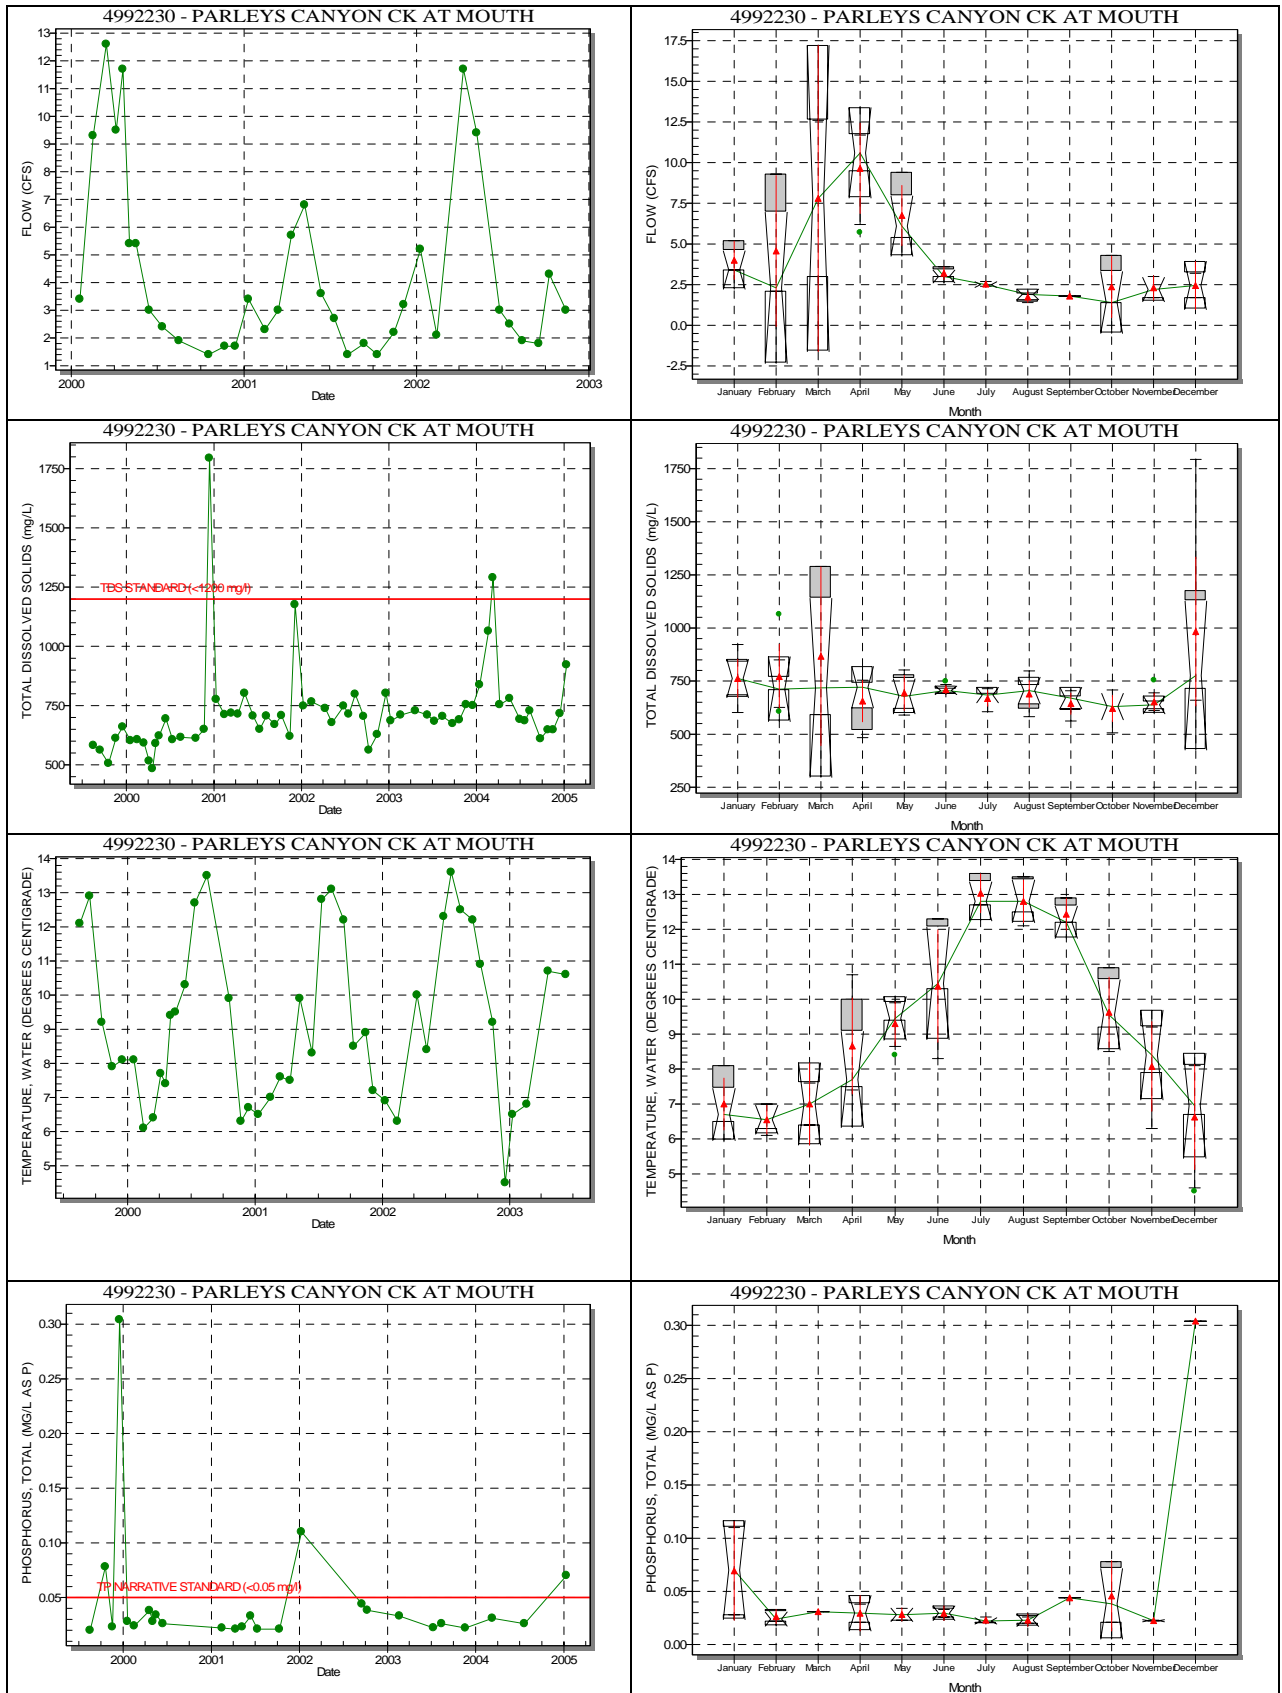 4992230 - PARLEYS CANYON CK AT MOUTH
FLOW (CFS)
13
12
11
10
9
8
7
6
5
4
3
2
1
2000 2001 2002 2003
Date
4992230 - PARLEYS CANYON CK AT MOUTH
FLOW (CFS)
17.5
15.0
12.5
10.0
7.5
5.0
2.5
0.0
-2.5
January February March April May June July August September October November December
Month
4992230 - PARLEYS CANYON CK AT MOUTH
TOTAL DISSOLVED SOLIDS (mg/L)
1750
1500
1250
TDS STANDARD (<1200 mg/l)
1000
750
500
2000 2001 2002 2003 2004 2005
Date
4992230 - PARLEYS CANYON CK AT MOUTH
TOTAL DISSOLVED SOLIDS (mg/L)
1750
1500
1250
1000
750
500
250
January February March April May June July August September October November December
Month
4992230 - PARLEYS CANYON CK AT MOUTH
TEMPERATURE, WATER (DEGREES CENTIGRADE)
14
13
12
11
10
9
8
7
6
5
2000 2001 2002 2003
Date
4992230 - PARLEYS CANYON CK AT MOUTH
TEMPERATURE, WATER (DEGREES CENTIGRADE)
14
13
12
11
10
9
8
7
6
5
January February March April May June July August September October November December
Month
4992230 - PARLEYS CANYON CK AT MOUTH
PHOSPHORUS, TOTAL (MG/L AS P)
0.30
0.25
0.20
0.15
0.10
TP NARRATIVE STANDARD (<0.05 mg/l)
0.05
2000 2001 2002 2003 2004 2005
Date
4992230 - PARLEYS CANYON CK AT MOUTH
PHOSPHORUS, TOTAL (MG/L AS P)
0.30
0.25
0.20
0.15
0.10
0.05
0.00
January February March April May June July August September October November December
Month